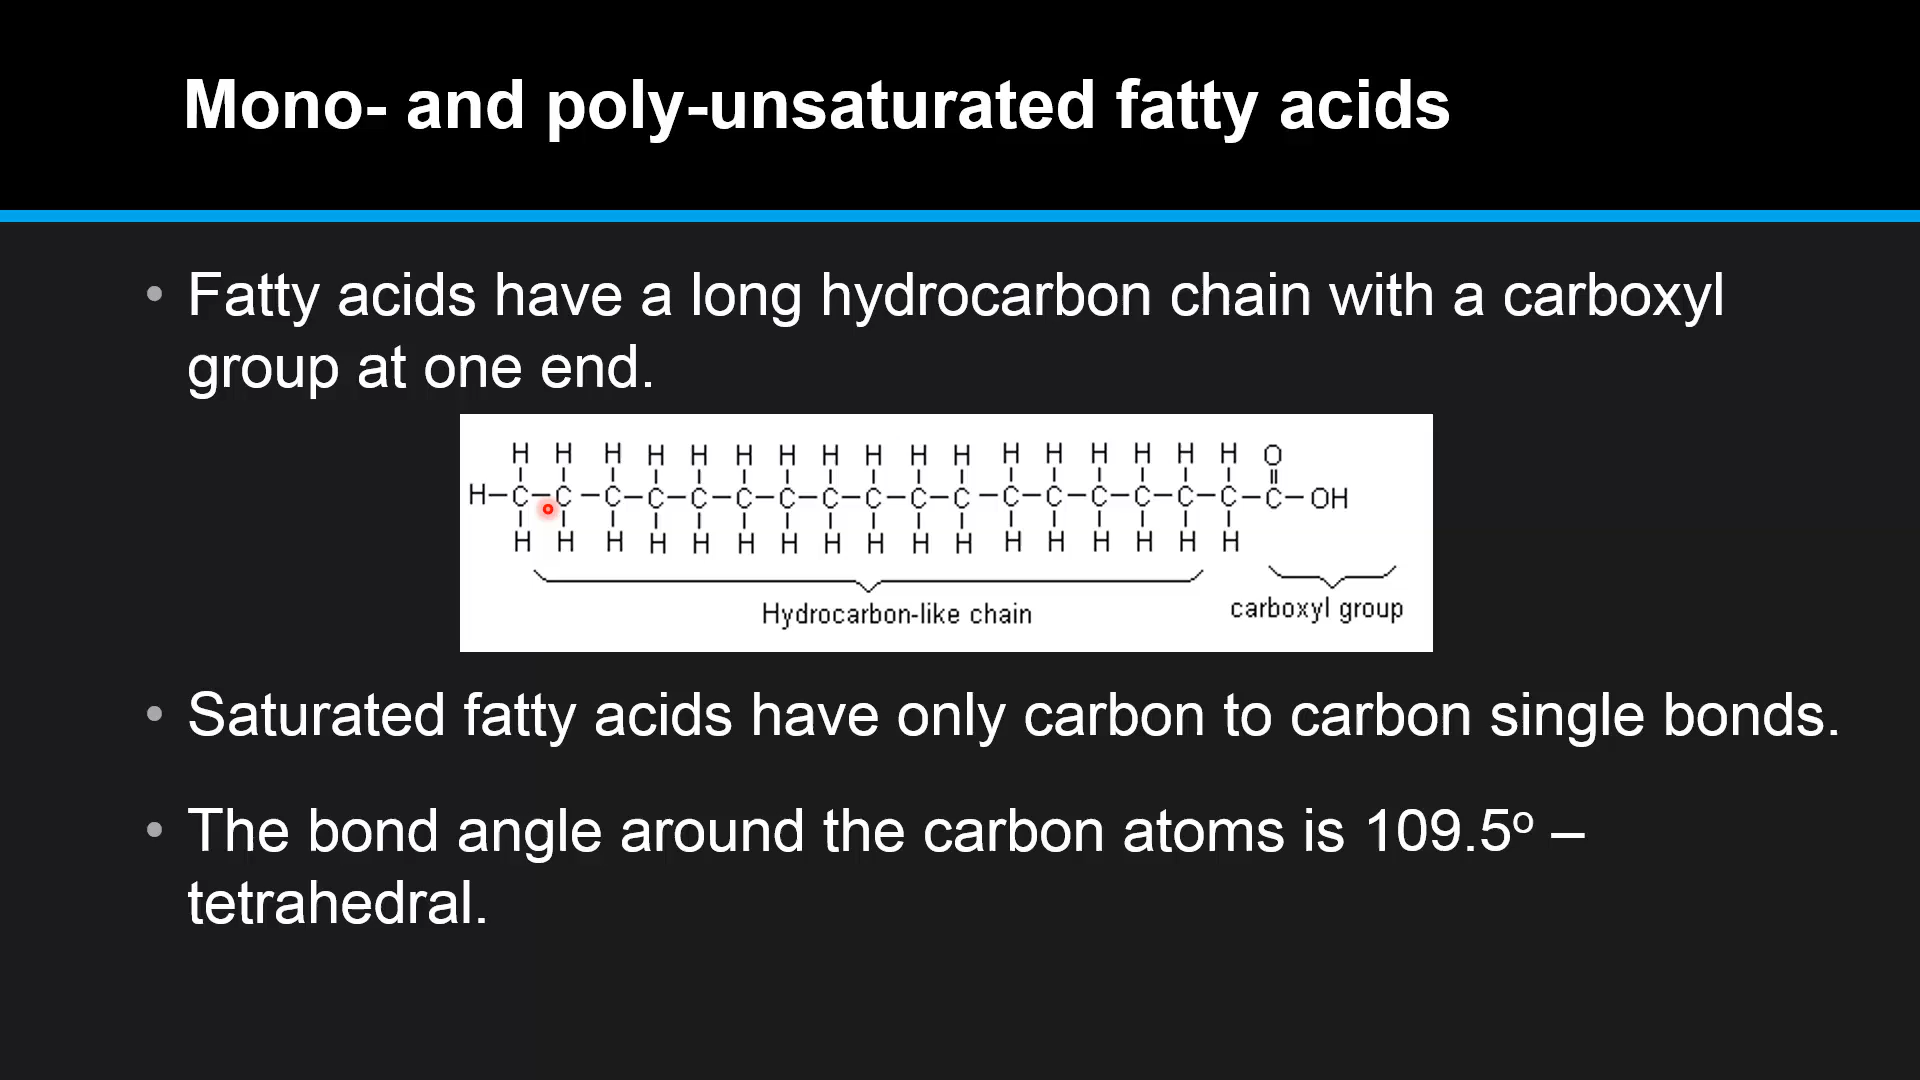 Mono- and poly-unsaturated fatty acids
• Fatty acids have a long hydrocarbon chain with a carboxyl
group at one end.
H H H H H H H H H H H H H H H H H O
H–C–C–C–C–C–C–C–C–C–C–C–C–C–C–C–C–C–C–OH
H H H H H H H H H H H H H H H H H
Hydrocarbon-like chain carboxyl group
• Saturated fatty acids have only carbon to carbon single bonds.
• The bond angle around the carbon atoms is 109.5º –
tetrahedral.